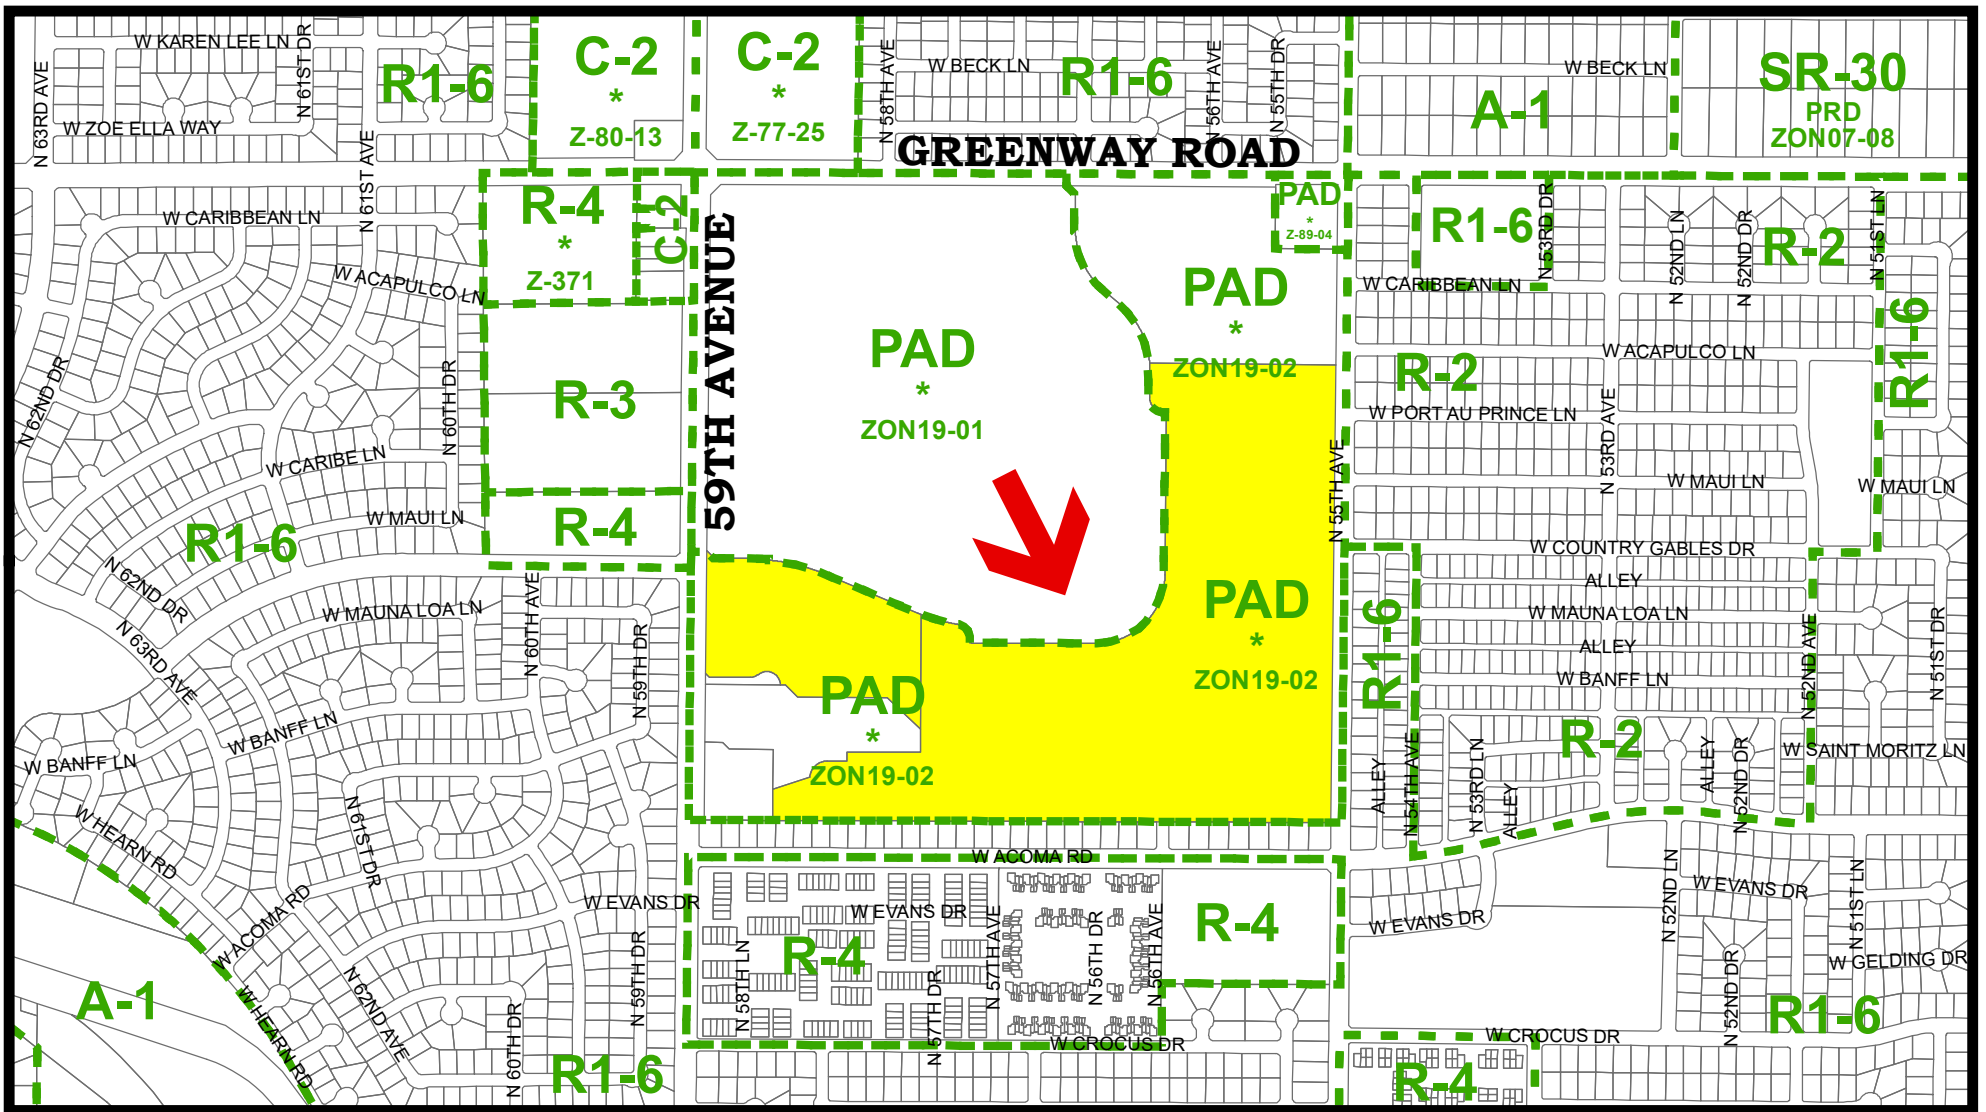 W KAREN LEE LN
N 61ST DR
N 63RD AVE
R1-6
W ZOE ELLA WAY
N 61ST AVE
C-2
*
Z-80-13
C-2
*
Z-77-25
N 58TH AVE
W BECK LN
R1-6
N 56TH AVE
N 55TH DR
W BECK LN
A-1
SR-30
PRD
ZON07-08
GREENWAY ROAD
W CARIBBEAN LN
W ACAPULCO LN
R-4
*
Z-371
C-2
59TH AVENUE
PAD
*
Z-89-04
R1-6
N 53RD DR
N 52ND LN
N 52ND DR
R-2
N 51ST LN
W CARIBBEAN LN
PAD
*
ZON19-02
PAD
*
ZON19-01
R1-6
W ACAPULCO LN
R-2
W PORT AU PRINCE LN
N 53RD AVE
N 62ND DR
N 60TH DR
R-3
W CARIBE LN
N 55TH AVE
W MAUI LN
W MAUI LN
W MAUI LN
R1-6
R-4
W COUNTRY GABLES DR
ALLEY
N 62ND DR
W MAUNA LOA LN
N 60TH AVE
N 59TH DR
N 63RD AVE
PAD
*
ZON19-02
R1-6
W MAUNA LOA LN
ALLEY
W BANFF LN
N 52ND AVE
N 51ST DR
PAD
*
ZON19-02
W BANFF LN
W BANFF LN
R-2
W SAINT MORITZ LN
ALLEY
N 54TH AVE
N 53RD LN
ALLEY
ALLEY
N 52ND DR
W HEARN RD
N 61ST DR
W ACOMA RD
W ACOMA RD
W EVANS DR
W EVANS DR
R-4
R-4
N 58TH LN
N 57TH DR
N 57TH AVE
N 56TH DR
N 56TH AVE
W EVANS DR
W EVANS DR
N 52ND LN
N 51ST LN
W GELDING DR
N 52ND DR
R1-6
A-1
W HEARN RD
N 62ND AVE
N 60TH DR
N 59TH DR
R1-6
W CROCUS DR
W CROCUS DR
R-4